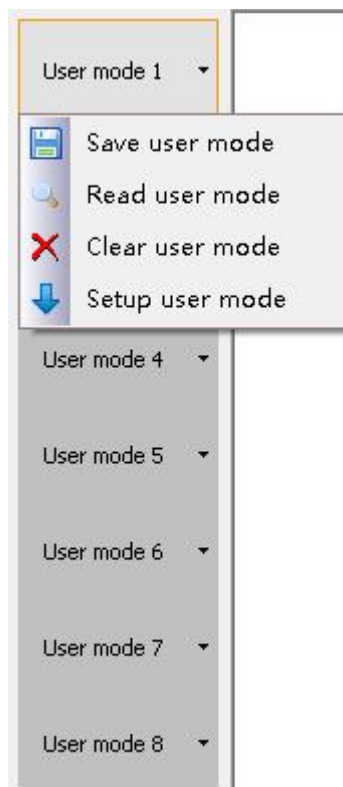 User mode 1
Save user mode
Read user mode
Clear user mode
Setup user mode
User mode 4
User mode 5
User mode 6
User mode 7
User mode 8